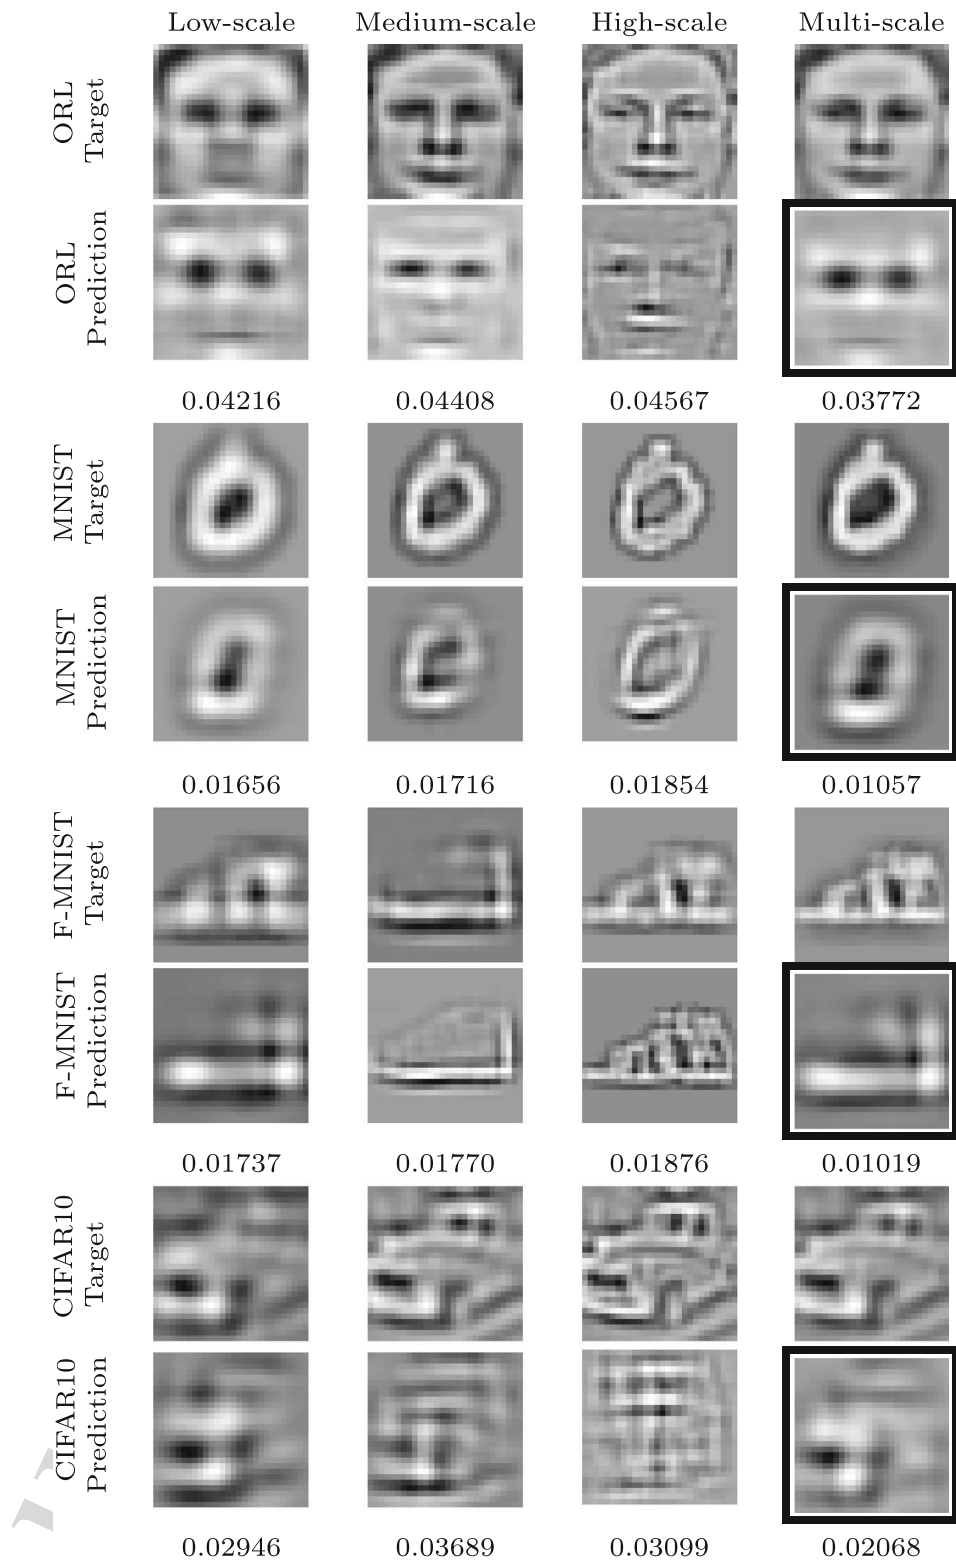 Low-scale Medium-scale High-scale Multi-scale
ORL
Target
ORL
Prediction
0.04216 0.04408 0.04567 0.03772
MNIST
Target
MNIST
Prediction
0.01656 0.01716 0.01854 0.01057
F-MNIST
Target
F-MNIST
Prediction
0.01737 0.01770 0.01876 0.01019
CIFAR10
Target
CIFAR10
Prediction
0.02946 0.03689 0.03099 0.02068